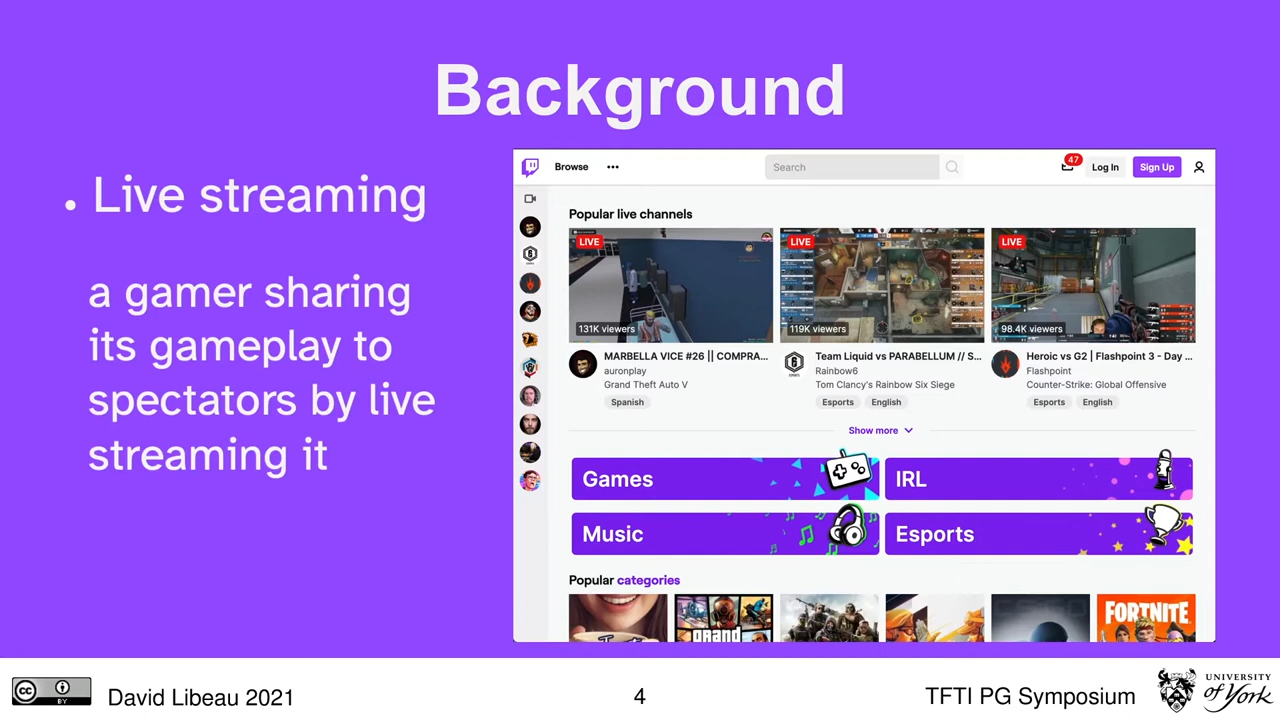 Background
• Live streaming
a gamer sharing
its gameplay to
spectators by live
streaming it
Browse
Search
47
Log In
Sign Up
Popular live channels
LIVE
131K viewers
MARBELLA VICE #26 || COMPRA...
auronplay
Grand Theft Auto V
Spanish
LIVE
119K viewers
Team Liquid vs PARABELLUM // S...
Rainbow6
Tom Clancy's Rainbow Six Siege
Esports English
LIVE
98.4K viewers
Heroic vs G2 | Flashpoint 3 - Day ...
Flashpoint
Counter-Strike: Global Offensive
Esports English
Show more
Games
IRL
Music
Esports
Popular categories
FORTNITE
CC BY
David Libeau 2021
4
TFTI PG Symposium
UNIVERSITY
of York